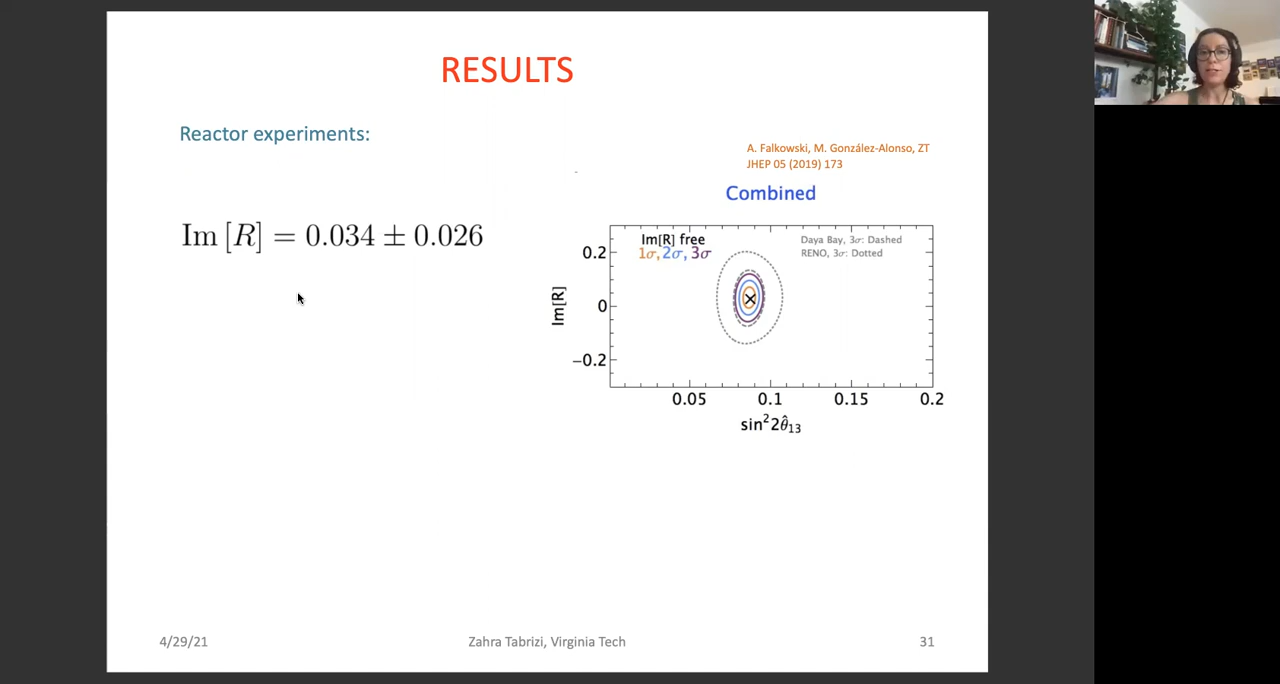 RESULTS
Reactor experiments:
A. Falkowski, M. González-Alonso, ZT
JHEP 05 (2019) 173
Combined
Im [R] = 0.034 ± 0.026
Im[R] free
1σ, 2σ, 3σ
Daya Bay, 3σ: Dashed
RENO, 3σ: Dotted
Im[R]
0.2
0
−0.2
0.05 0.1 0.15 0.2
sin²2θ̂₁₃
4/29/21 Zahra Tabrizi, Virginia Tech 31